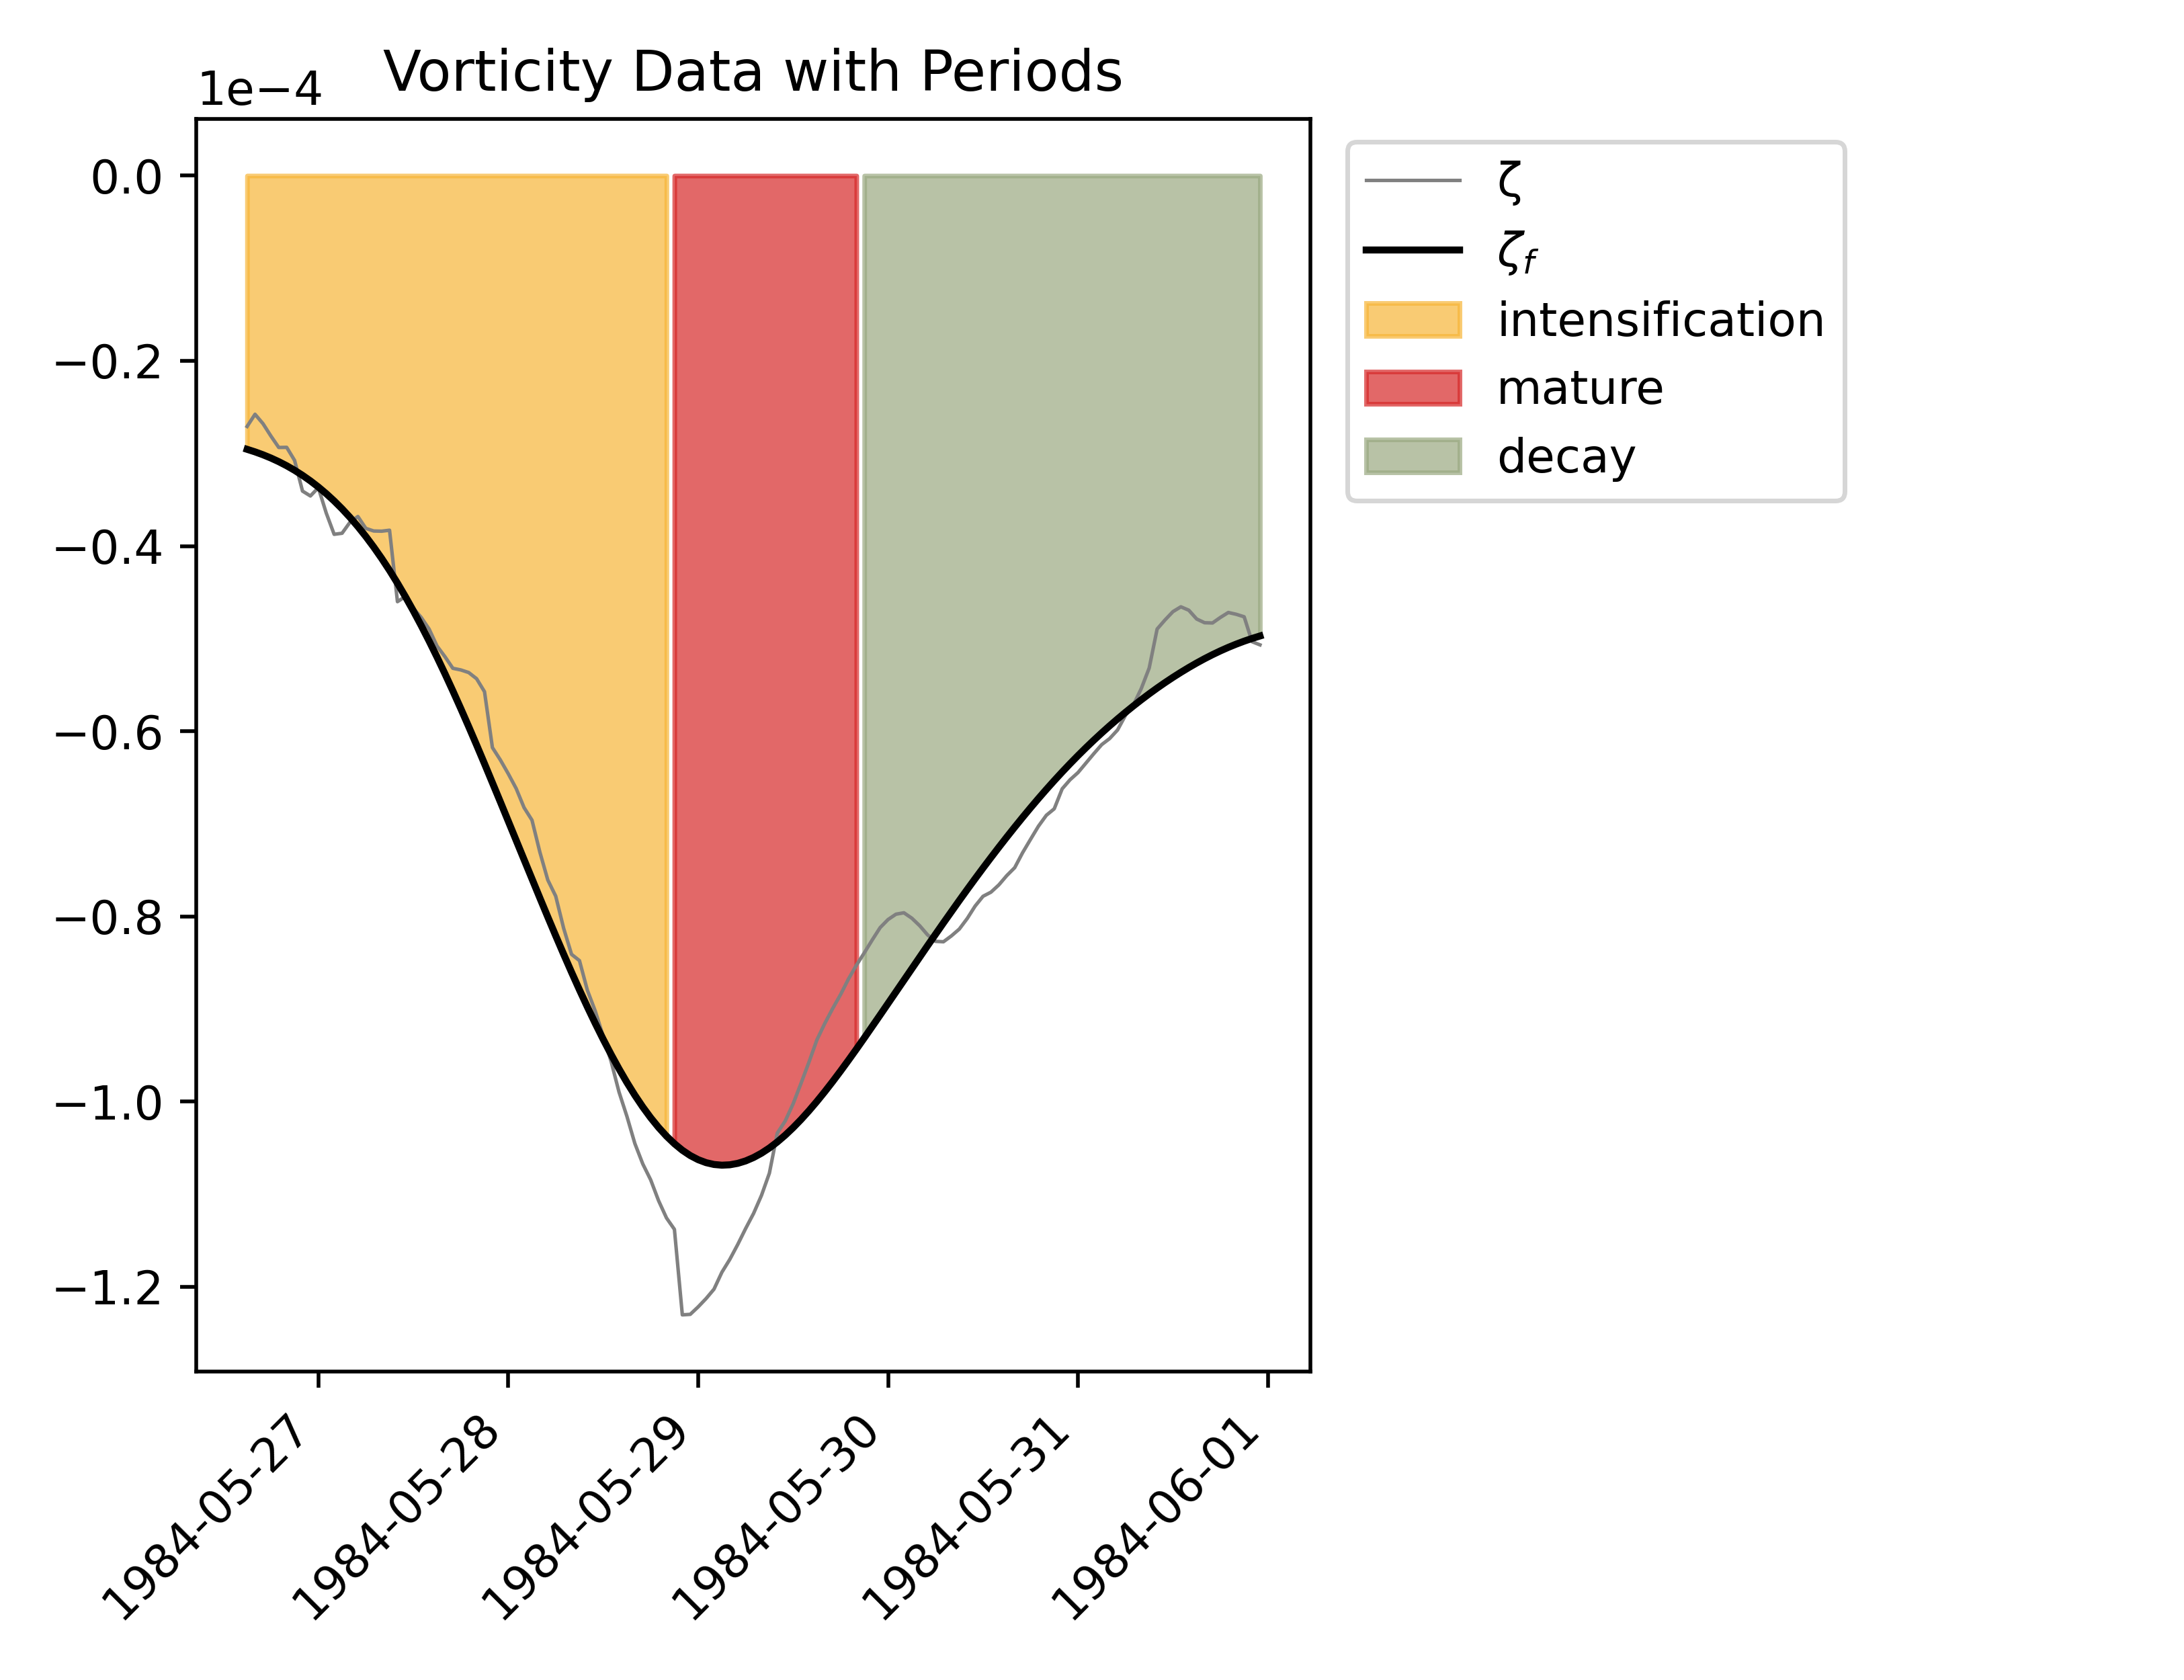 Vorticity Data with Periods
1e−4
0.0
−0.2
−0.4
−0.6
−0.8
−1.0
−1.2
1984-05-27
1984-05-28
1984-05-29
1984-05-30
1984-05-31
1984-06-01
ζ
ζf
intensification
mature
decay